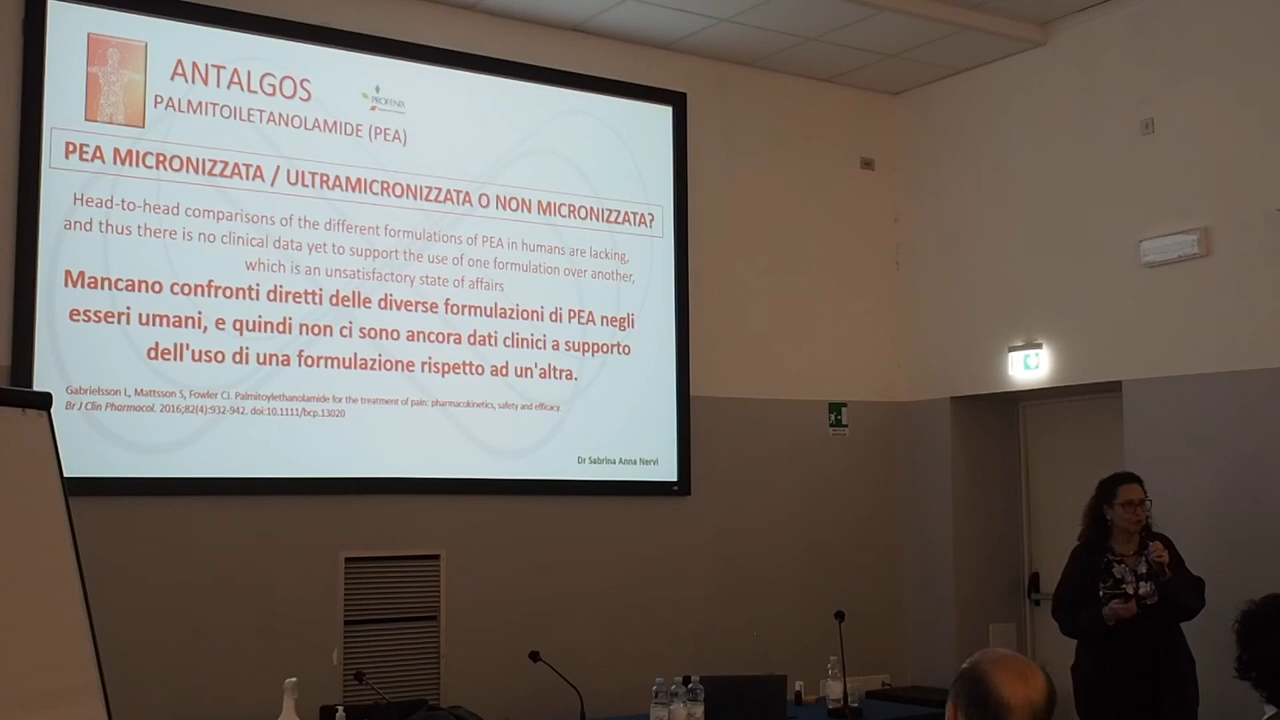 ANTALGOS
PROFENIX
PALMITOILETANOLAMIDE (PEA)
PEA MICRONIZZATA / ULTRAMICRONIZZATA O NON MICRONIZZATA?
Head-to-head comparisons of the different formulations of PEA in humans are lacking,
and thus there is no clinical data yet to support the use of one formulation over another,
which is an unsatisfactory state of affairs
Mancano confronti diretti delle diverse formulazioni di PEA negli
esseri umani, e quindi non ci sono ancora dati clinici a supporto
dell'uso di una formulazione rispetto ad un'altra.
Gabrielsson L, Mattsson S, Fowler CJ. Palmitoylethanolamide for the treatment of pain: pharmacokinetics, safety and efficacy.
Br J Clin Pharmacol. 2016;82(4):932-942. doi:10.1111/bcp.13020
Dr Sabrina Anna Nervi